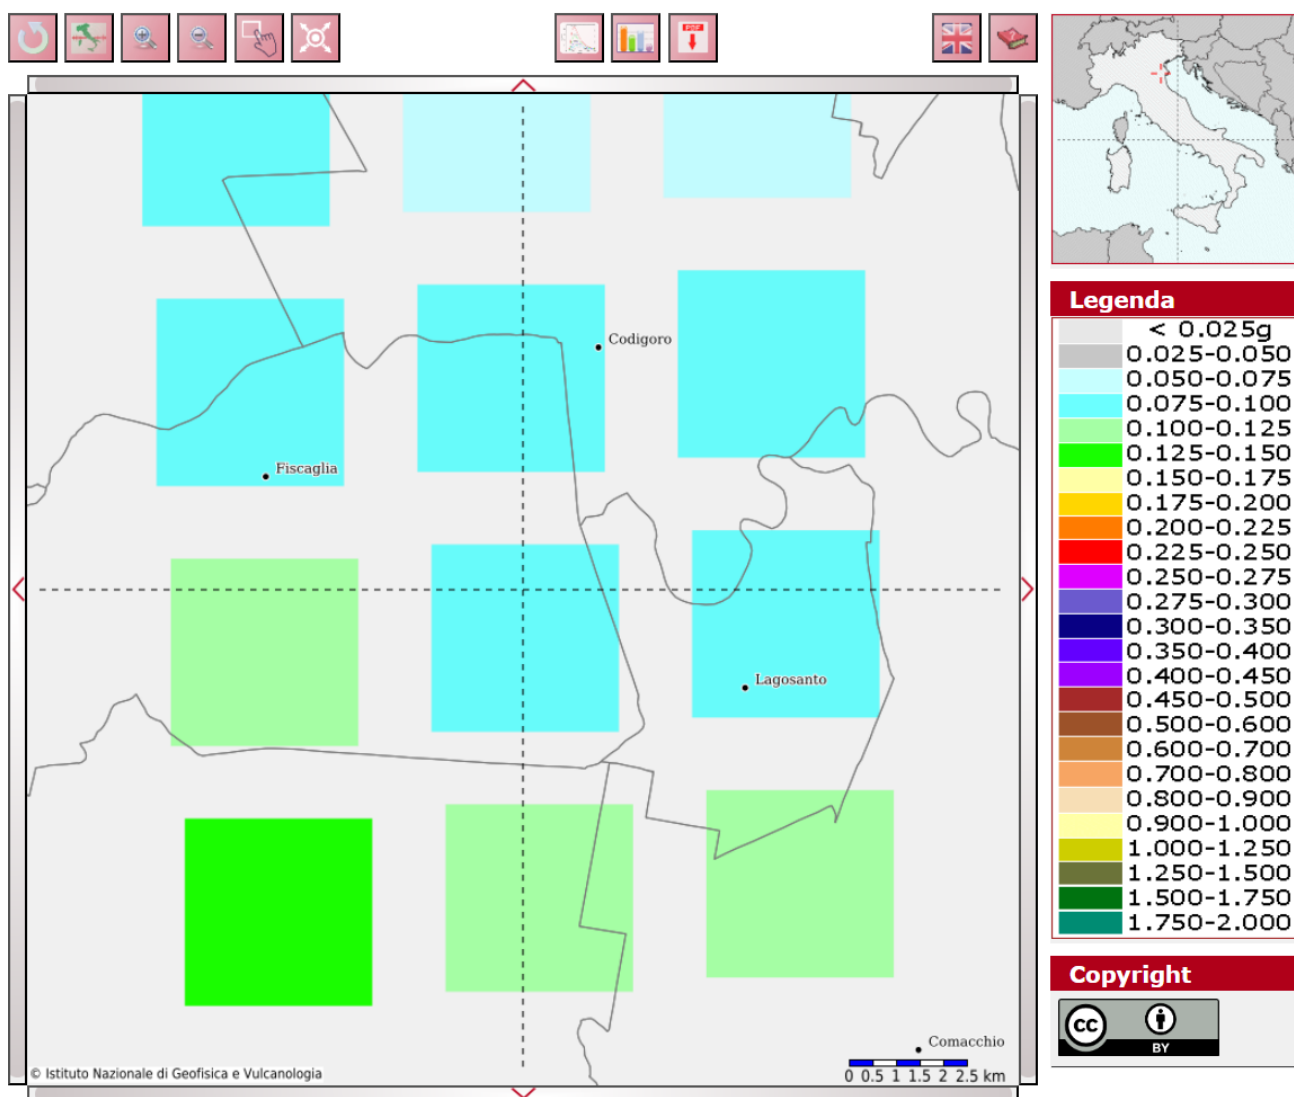 PDF
?
Legenda
< 0.025g
0.025-0.050
0.050-0.075
0.075-0.100
0.100-0.125
0.125-0.150
0.150-0.175
0.175-0.200
0.200-0.225
0.225-0.250
0.250-0.275
0.275-0.300
0.300-0.350
0.350-0.400
0.400-0.450
0.450-0.500
0.500-0.600
0.600-0.700
0.700-0.800
0.800-0.900
0.900-1.000
1.000-1.250
1.250-1.500
1.500-1.750
1.750-2.000
Codigoro
Fiscaglia
Lagosanto
Comacchio
0 0.5 1 1.5 2 2.5 km
© Istituto Nazionale di Geofisica e Vulcanologia
Copyright
cc
BY